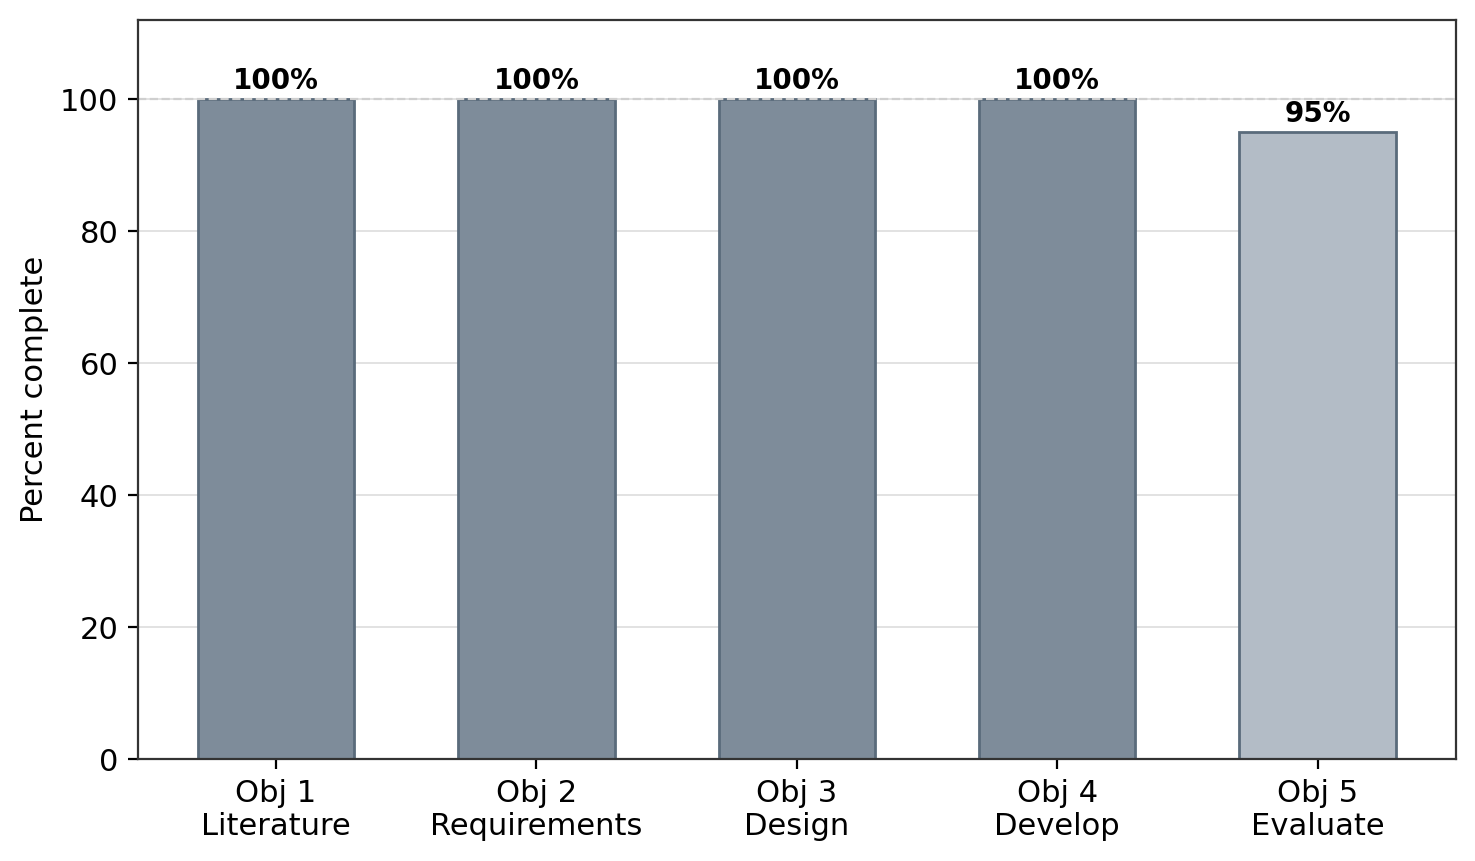 100%
100%
100%
100%
95%
100
80
60
40
20
0
Percent complete
Obj 1
Literature
Obj 2
Requirements
Obj 3
Design
Obj 4
Develop
Obj 5
Evaluate